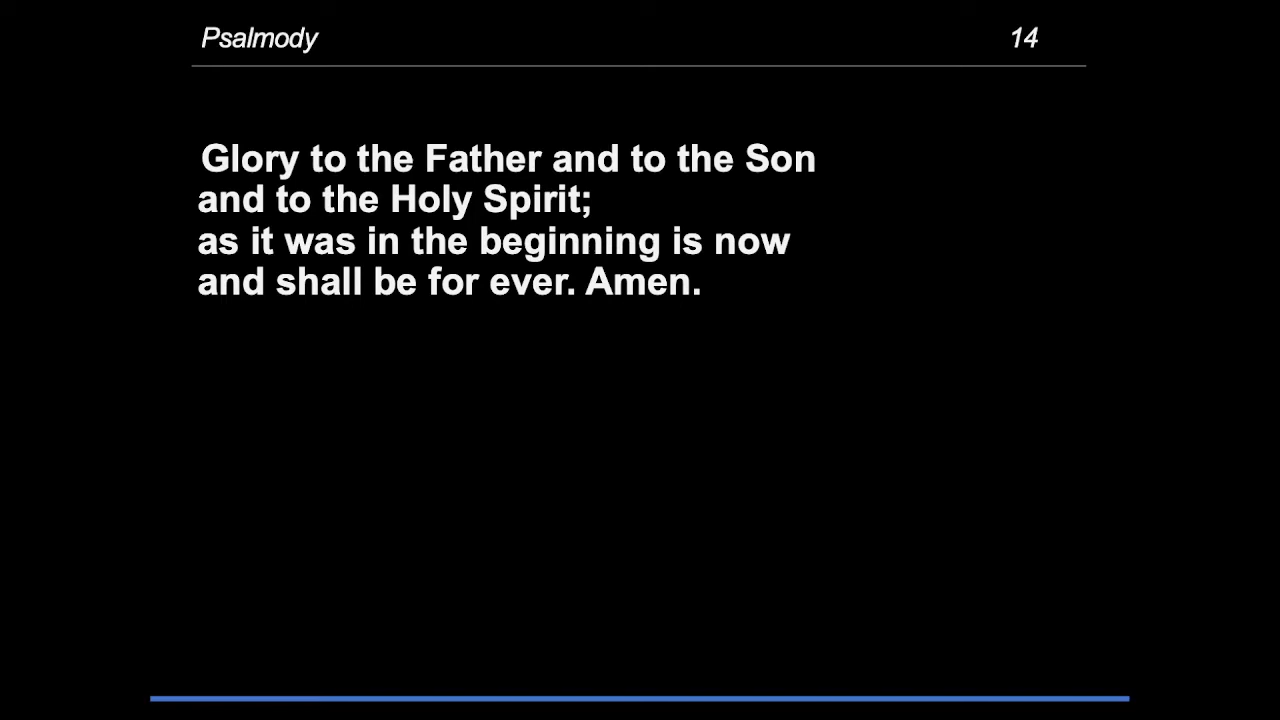 Psalmody 14
Glory to the Father and to the Son
and to the Holy Spirit;
as it was in the beginning is now
and shall be for ever. Amen.